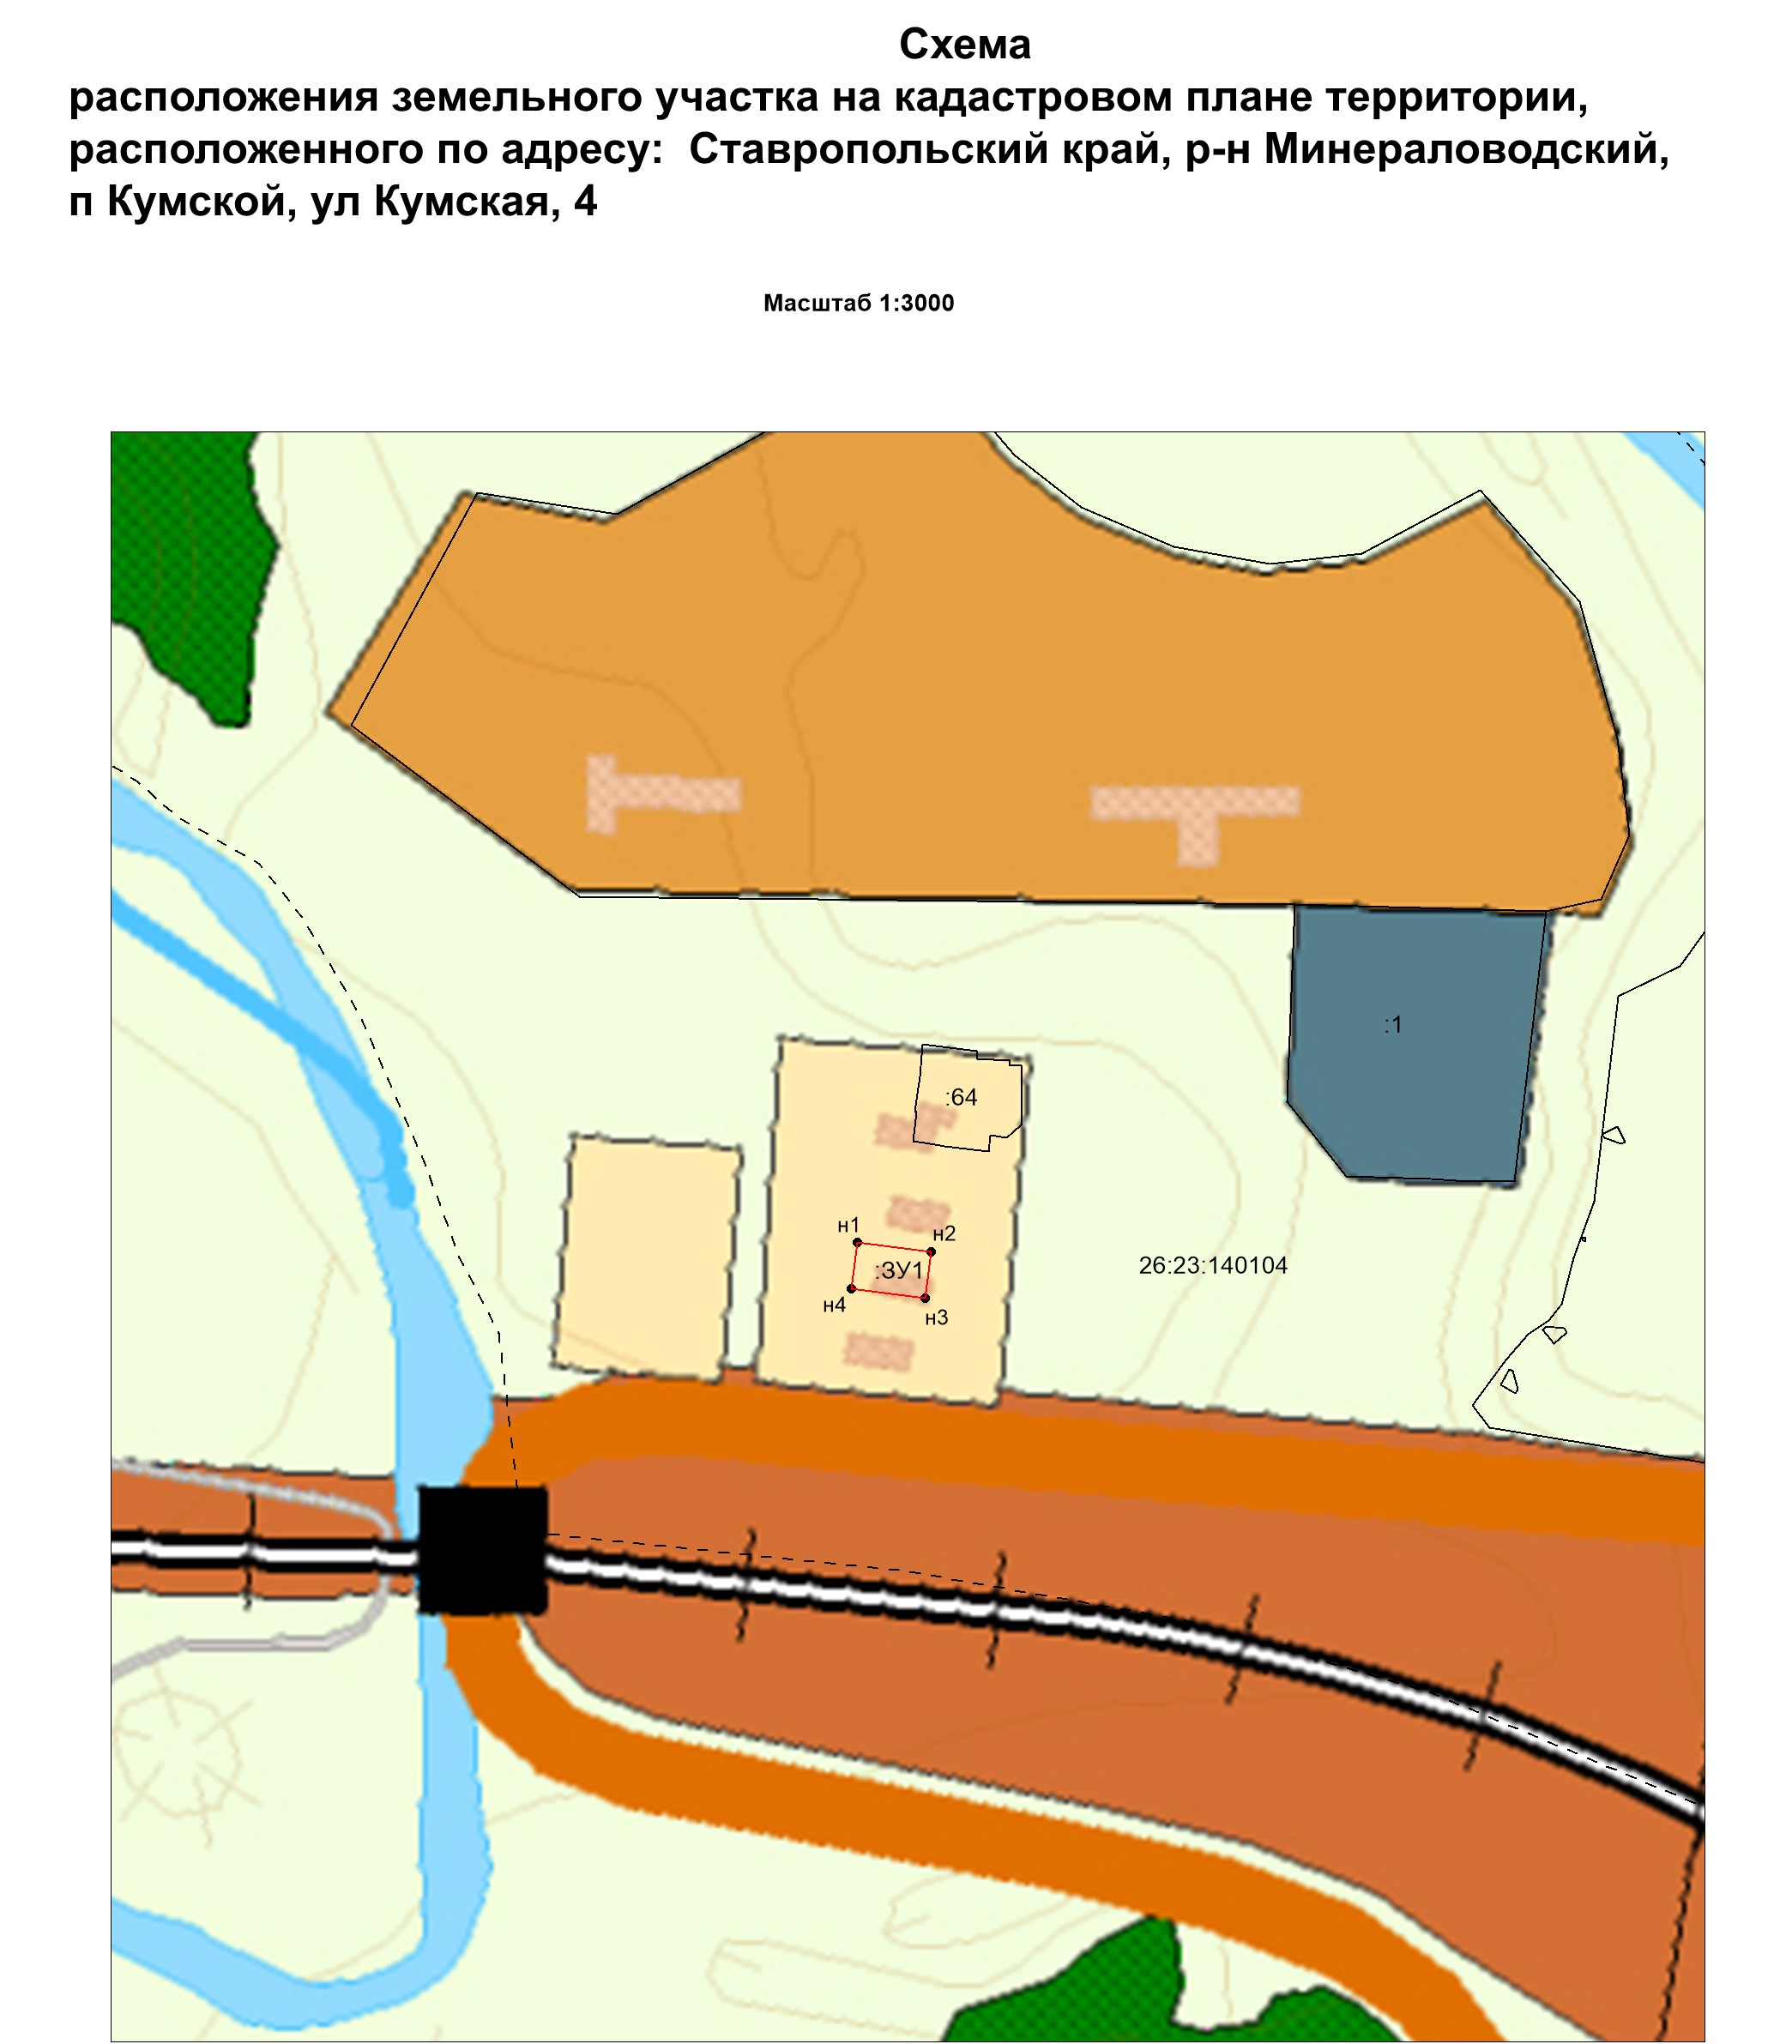 Схема
расположения земельного участка на кадастровом плане территории,
расположенного по адресу: Ставропольский край, р-н Минераловодский,
п Кумской, ул Кумская, 4
Масштаб 1:3000
:1
:64
н1
н2
26:23:140104
:ЗУ1
н4
н3